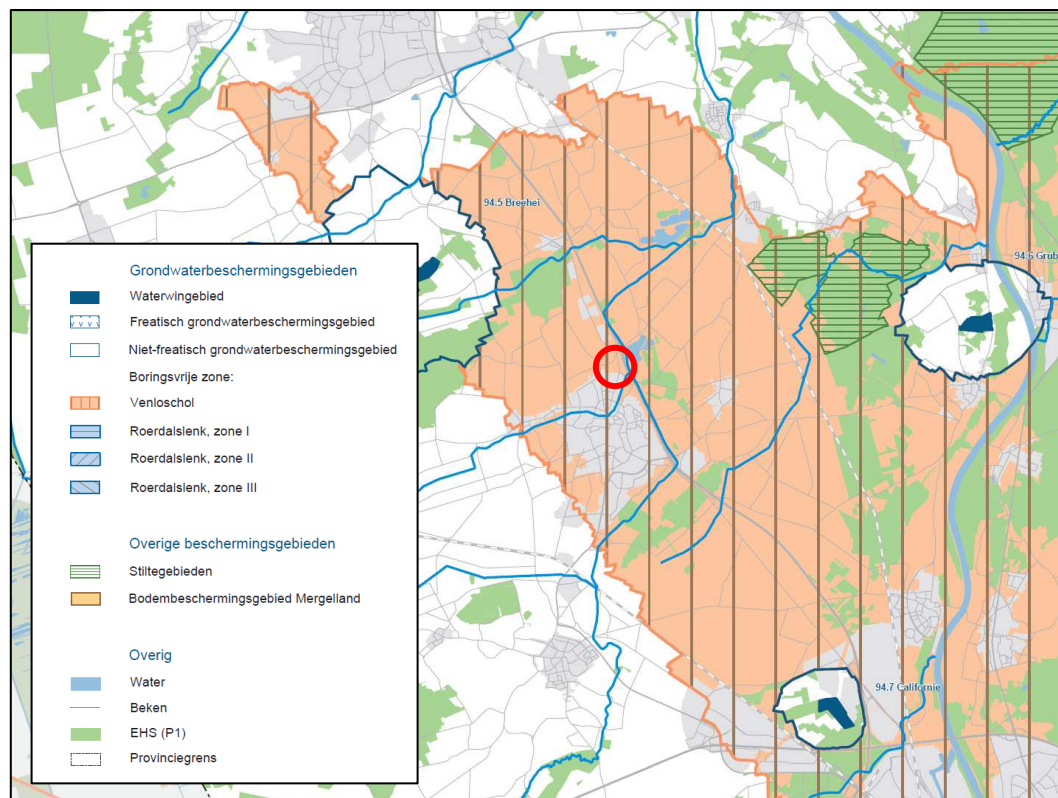 94.5 Breehei
94.6 Grub
94.7 Californie
Grondwaterbeschermingsgebieden
Waterwingebied
Freatisch grondwaterbeschermingsgebied
Niet-freatisch grondwaterbeschermingsgebied
Boringsvrije zone:
Venloschol
Roerdalslenk, zone I
Roerdalslenk, zone II
Roerdalslenk, zone III
Overige beschermingsgebieden
Stiltegebieden
Bodembeschermingsgebied Mergelland
Overig
Water
Beken
EHS (P1)
Provinciegrens